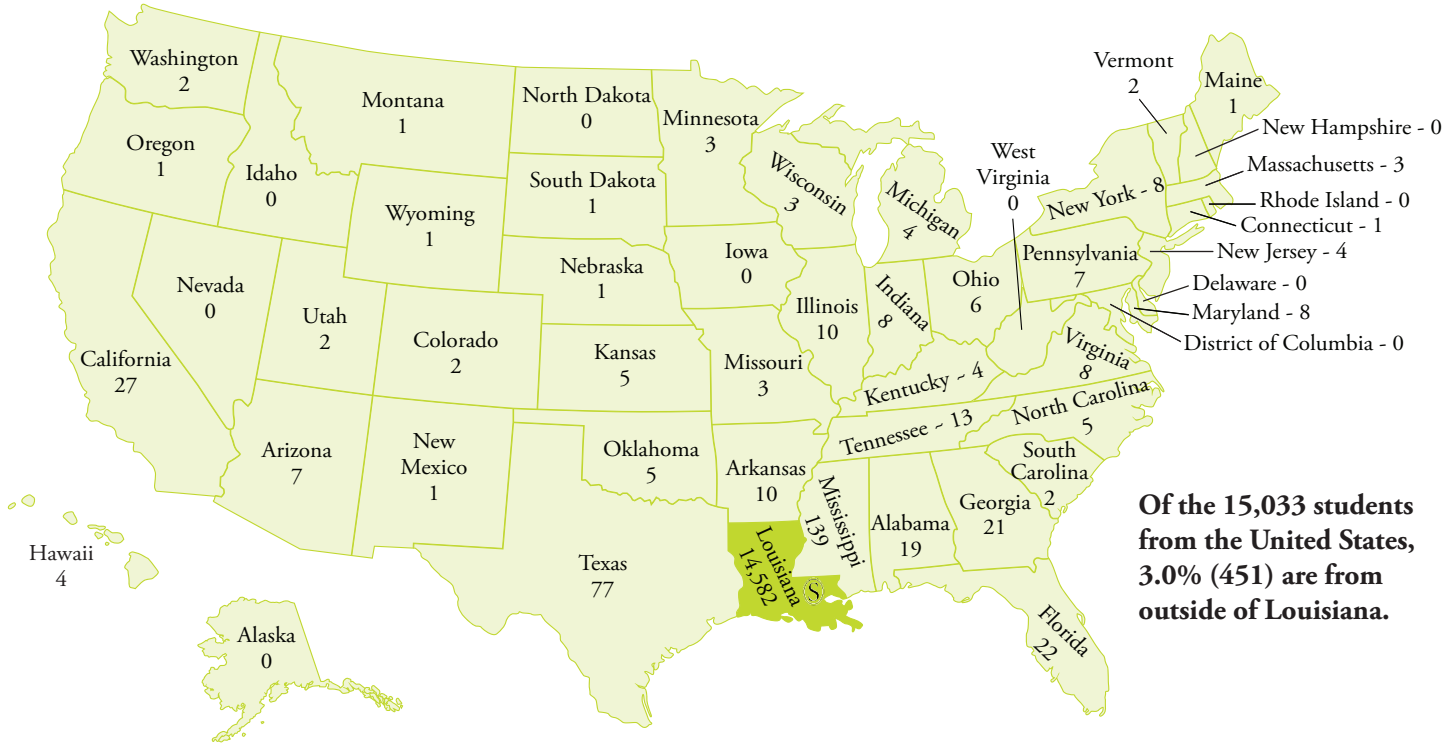 Washington
2
Oregon
1
Idaho
0
Montana
1
North Dakota
0
Minnesota
3
South Dakota
1
Wyoming
1
Wisconsin
3
Michigan
4
Iowa
0
Nebraska
1
Nevada
0
Utah
2
Colorado
2
California
27
Kansas
5
Missouri
3
Illinois
10
Indiana
8
Ohio
6
West
Virginia
0
Vermont
2
Maine
1
New Hampshire - 0
Massachusetts - 3
New York - 8
Rhode Island - 0
Connecticut - 1
New Jersey - 4
Pennsylvania
7
Delaware - 0
Maryland - 8
District of Columbia - 0
Virginia
8
Kentucky ~ 4
North Carolina
5
Tennessee ~ 13
South
Carolina
2
Arizona
7
New
Mexico
1
Oklahoma
5
Arkansas
10
Mississippi
139
Alabama
19
Georgia
21
Louisiana
14,582
S
Texas
77
Florida
22
Hawaii
4
Alaska
0
Of the 15,033 students
from the United States,
3.0% (451) are from
outside of Louisiana.